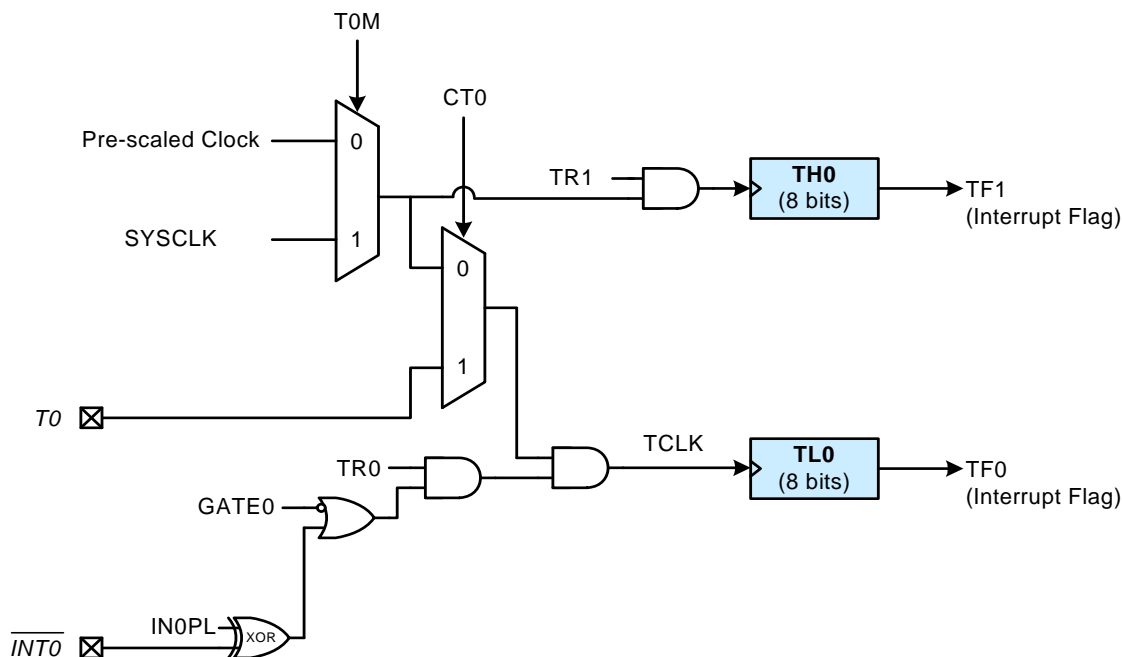 T0M
CT0
Pre-scaled Clock
0
TR1
TH0
(8 bits)
TF1
(Interrupt Flag)
SYSCLK
1
0
1
T0
TCLK
TR0
TL0
(8 bits)
TF0
(Interrupt Flag)
GATE0
IN0PL
XOR
INT0